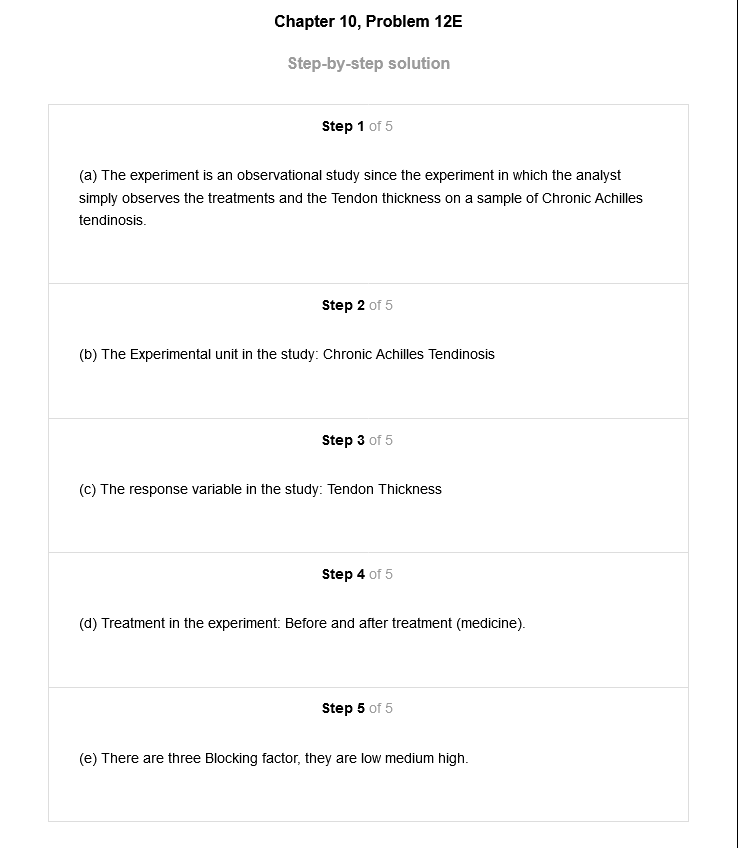 Chapter 10, Problem 12E
Step-by-step solution
Step 1 of 5
(a) The experiment is an observational study since the experiment in which the analyst
simply observes the treatments and the Tendon thickness on a sample of Chronic Achilles
tendinosis.
Step 2 of 5
(b) The Experimental unit in the study: Chronic Achilles Tendinosis
Step 3 of 5
(c) The response variable in the study: Tendon Thickness
Step 4 of 5
(d) Treatment in the experiment: Before and after treatment (medicine).
Step 5 of 5
(e) There are three Blocking factor, they are low medium high.